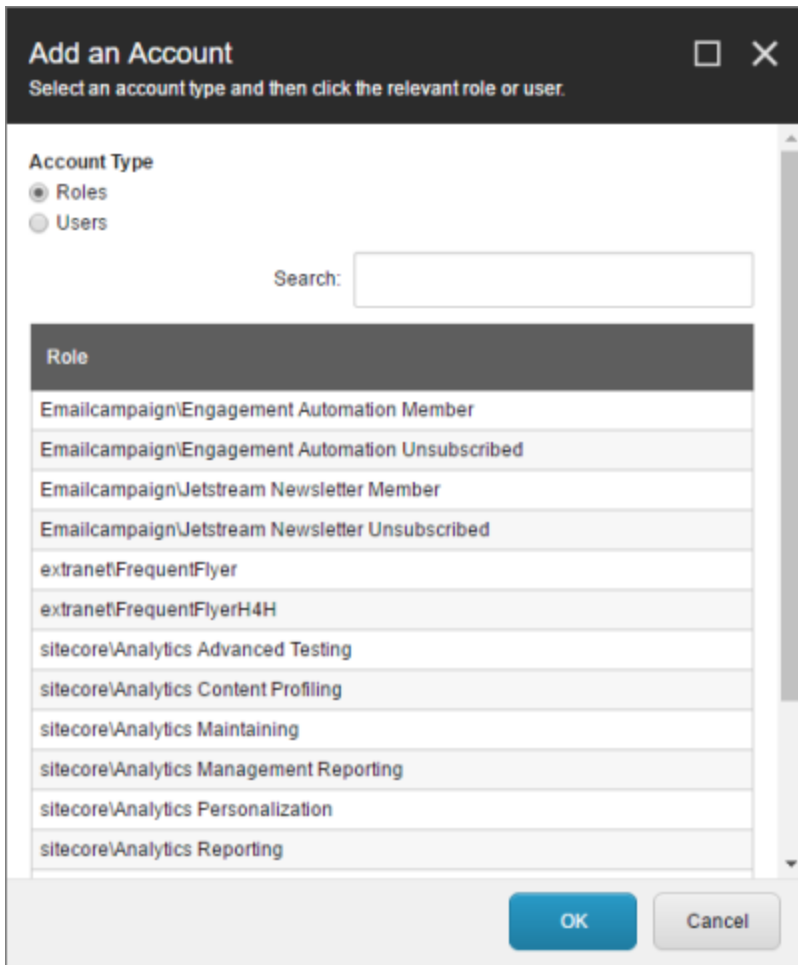 Add an Account
Select an account type and then click the relevant role or user.
Account Type
Roles
Users
Search:
Role
Emailcampaign\Engagement Automation Member
Emailcampaign\Engagement Automation Unsubscribed
Emailcampaign\Jetstream Newsletter Member
Emailcampaign\Jetstream Newsletter Unsubscribed
extranet\FrequentFlyer
extranet\FrequentFlyerH4H
sitecore\Analytics Advanced Testing
sitecore\Analytics Content Profiling
sitecore\Analytics Maintaining
sitecore\Analytics Management Reporting
sitecore\Analytics Personalization
sitecore\Analytics Reporting
OK
Cancel